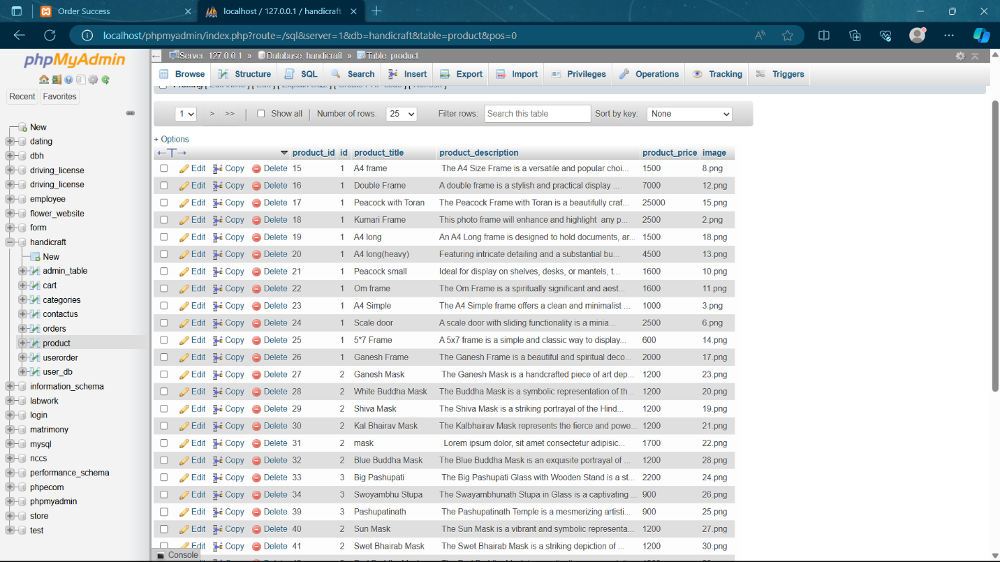 Order Success
localhost / 127.0.0.1 / handicraft
localhost/phpmyadmin/index.php?route=/sql&server=1&db=handicraft&table=product&pos=0
phpMyAdmin
Recent Favorites
New
dating
dbh
driving_license
driving_license
employee
flower_website
form
handicraft
New
admin_table
cart
categories
contactus
orders
product
userorder
user_db
information_schema
labwork
login
matrimony
mysql
nccs
performance_schema
phpecom
phpmyadmin
store
test
Server: 127.0.0.1 » Database: handicraft » Table: product
Browse Structure SQL Search Insert Export Import Privileges Operations Tracking Triggers
Profiling [ Edit inline ] [ Edit ] [ Explain SQL ] [ Create PHP code ] [ Refresh ]
1 > >> | Show all | Number of rows: 25 Filter rows: Search this table Sort by key: None
+ Options
←T→ product_id id product_title product_description product_price image
Edit Copy Delete 15 1 A4 frame The A4 Size Frame is a versatile and popular choi... 1500 8.png
Edit Copy Delete 16 1 Double Frame A double frame is a stylish and practical display ... 7000 12.png
Edit Copy Delete 17 1 Peacock with Toran The Peacock Frame with Toran is a beautifully craf... 25000 15.png
Edit Copy Delete 18 1 Kumari Frame This photo frame will enhance and highlight any p... 2500 2.png
Edit Copy Delete 19 1 A4 long An A4 Long frame is designed to hold documents, ar... 1500 18.png
Edit Copy Delete 20 1 A4 long(heavy) Featuring intricate detailing and a substantial bu... 4500 13.png
Edit Copy Delete 21 1 Peacock small Ideal for display on shelves, desks, or mantels, t... 1600 10.png
Edit Copy Delete 22 1 Om frame The Om Frame is a spiritually significant and aest... 1600 11.png
Edit Copy Delete 23 1 A4 Simple The A4 Simple frame offers a clean and minimalist ... 1000 3.png
Edit Copy Delete 24 1 Scale door A scale door with sliding functionality is a minia... 2500 6.png
Edit Copy Delete 25 1 5*7 Frame A 5x7 frame is a simple and classic way to display... 600 14.png
Edit Copy Delete 26 1 Ganesh Frame The Ganesh Frame is a beautiful and spiritual deco... 2000 17.png
Edit Copy Delete 27 2 Ganesh Mask The Ganesh Mask is a handcrafted piece of art dep... 1200 23.png
Edit Copy Delete 28 2 White Buddha Mask The Buddha Mask is a symbolic representation of th... 1200 20.png
Edit Copy Delete 29 2 Shiva Mask The Shiva Mask is a striking portrayal of the Hind... 1200 19.png
Edit Copy Delete 30 2 Kal Bhairav Mask The Kalbhairav Mask represents the fierce and powe... 1200 21.png
Edit Copy Delete 31 2 mask Lorem ipsum dolor, sit amet consectetur adipisic... 1700 22.png
Edit Copy Delete 32 2 Blue Buddha Mask The Blue Buddha Mask is an exquisite portrayal of ... 1200 28.png
Edit Copy Delete 33 3 Big Pashupati The Big Pashupati Glass with Wooden Stand is a st... 2200 24.png
Edit Copy Delete 34 3 Swoyambhu Stupa The Swayambhunath Stupa in Glass is a captivating ... 900 26.png
Edit Copy Delete 39 3 Pashupatinath The Pashupatinath Temple is a mesmerizing artisti... 900 25.png
Edit Copy Delete 40 2 Sun Mask The Sun Mask is a vibrant and symbolic representa... 1200 27.png
Edit Copy Delete 41 2 Swet Bhairab Mask The Swet Bhairab Mask is a striking depiction of ... 1200 30.png
Console